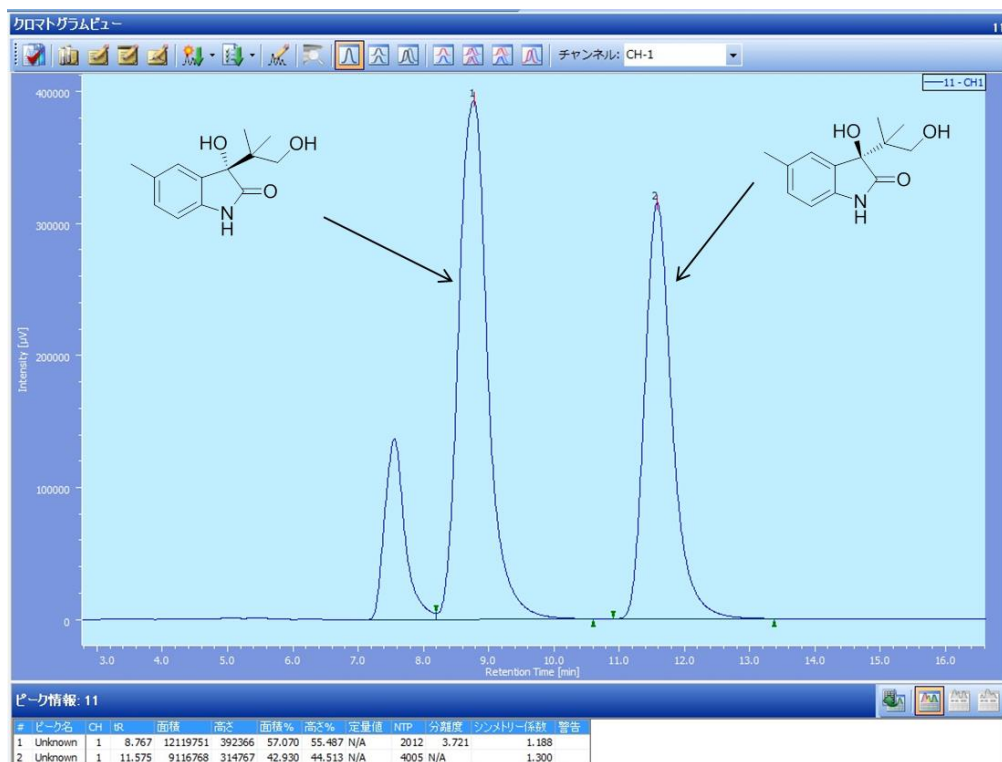 クロマトグラムビュー
11
チャンネル: CH-1
11 - CH1
Intensity [µV]
400000
300000
200000
100000
0
1
2
HO
OH
O
N
H
HO
OH
O
N
H
3.0 4.0 5.0 6.0 7.0 8.0 9.0 10.0 11.0 12.0 13.0 14.0 15.0 16.0
Retention Time [min]
ピーク情報: 11
# ピーク名 CH tR 面積 高さ 面積% 高さ% 定量値 NTP 分離度 シンメトリー係数 警告
1 Unknown 1 8.767 12119751 392366 57.070 55.487 N/A 2012 3.721 1.188
2 Unknown 1 11.575 9116768 314767 42.930 44.513 N/A 4005 N/A 1.300